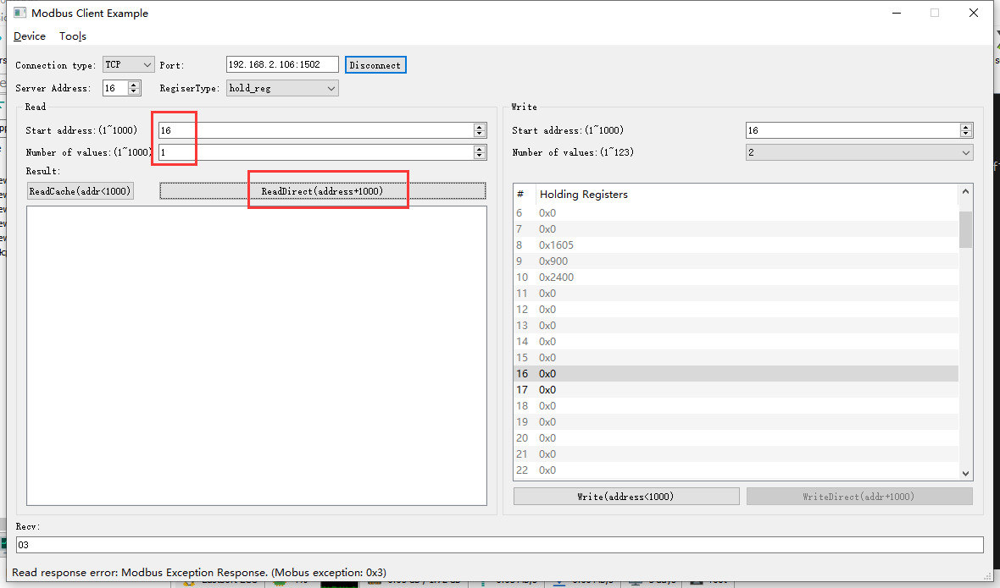 Modbus Client Example
Device Tools
Connection type: TCP Port: 192.168.2.106:1502 Disconnect
Server Address: 16 RegiserType: hold_reg
Read
Start address:(1~1000) 16
Number of values:(1~1000) 1
Result:
ReadCache(addr<1000) ReadDirect(address+1000)
Write
Start address:(1~1000) 16
Number of values:(1~123) 2
# Holding Registers
6 0x0
7 0x0
8 0x1605
9 0x900
10 0x2400
11 0x0
12 0x0
13 0x0
14 0x0
15 0x0
16 0x0
17 0x0
18 0x0
19 0x0
20 0x0
21 0x0
22 0x0
Write(address<1000) WriteDirect(addr+1000)
Recv:
03
Read response error: Modbus Exception Response. (Mobus exception: 0x3)